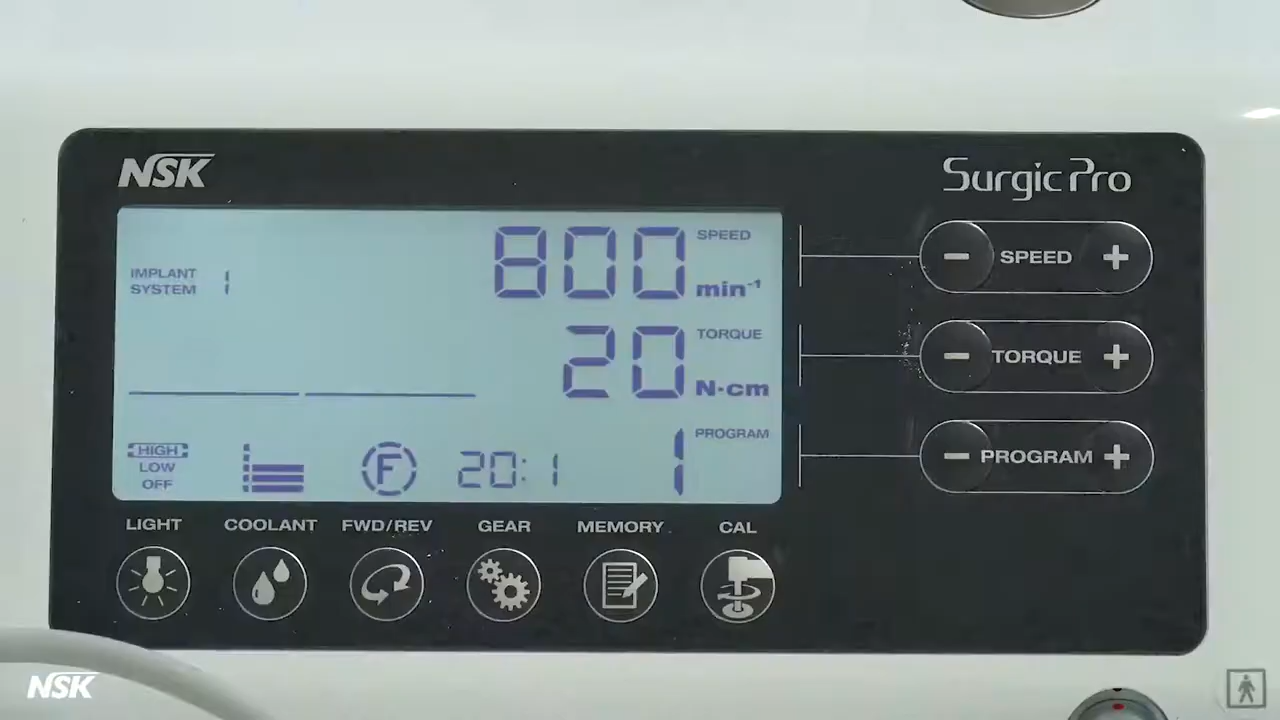 NSK
Surgic Pro
IMPLANT SYSTEM 1
800 SPEED min⁻¹
20 TORQUE N·cm
1 PROGRAM
HIGH
LOW
OFF
F
20:1
LIGHT COOLANT FWD/REV GEAR MEMORY CAL
- SPEED +
- TORQUE +
- PROGRAM +
NSK